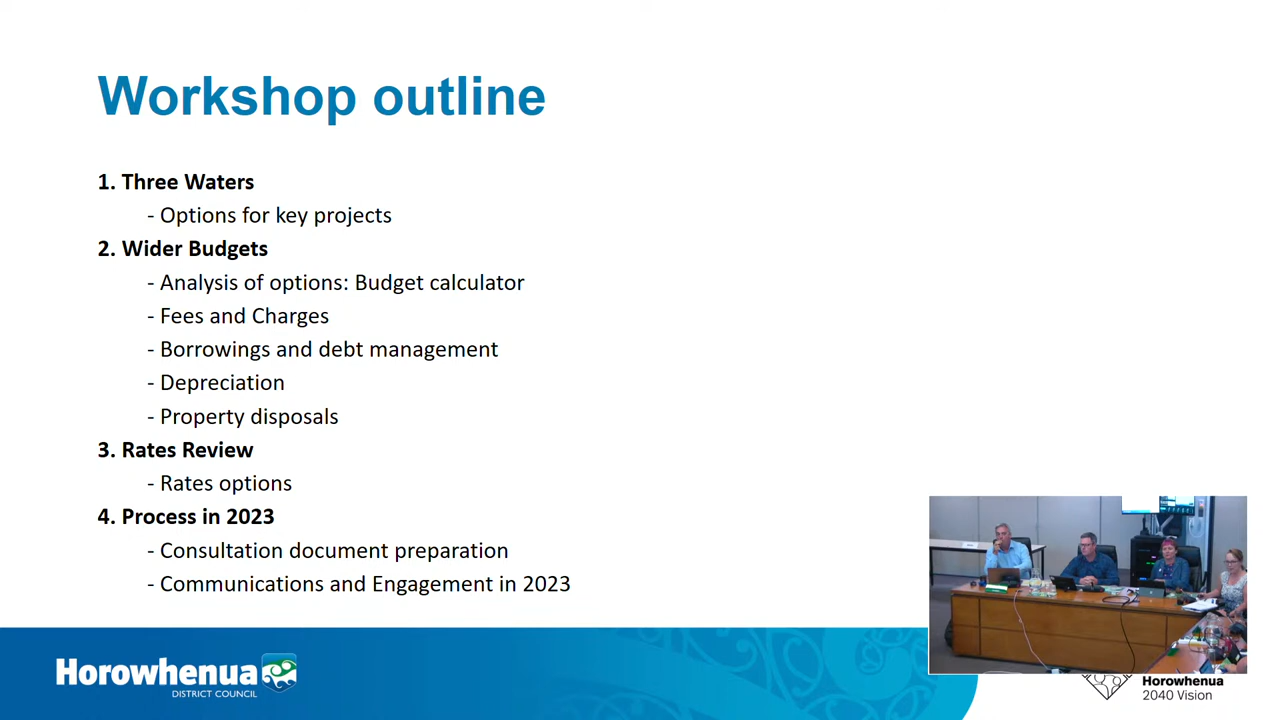 Workshop outline
1. Three Waters
- Options for key projects
2. Wider Budgets
- Analysis of options: Budget calculator
- Fees and Charges
- Borrowings and debt management
- Depreciation
- Property disposals
3. Rates Review
- Rates options
4. Process in 2023
- Consultation document preparation
- Communications and Engagement in 2023
Horowhenua
DISTRICT COUNCIL
Horowhenua
2040 Vision